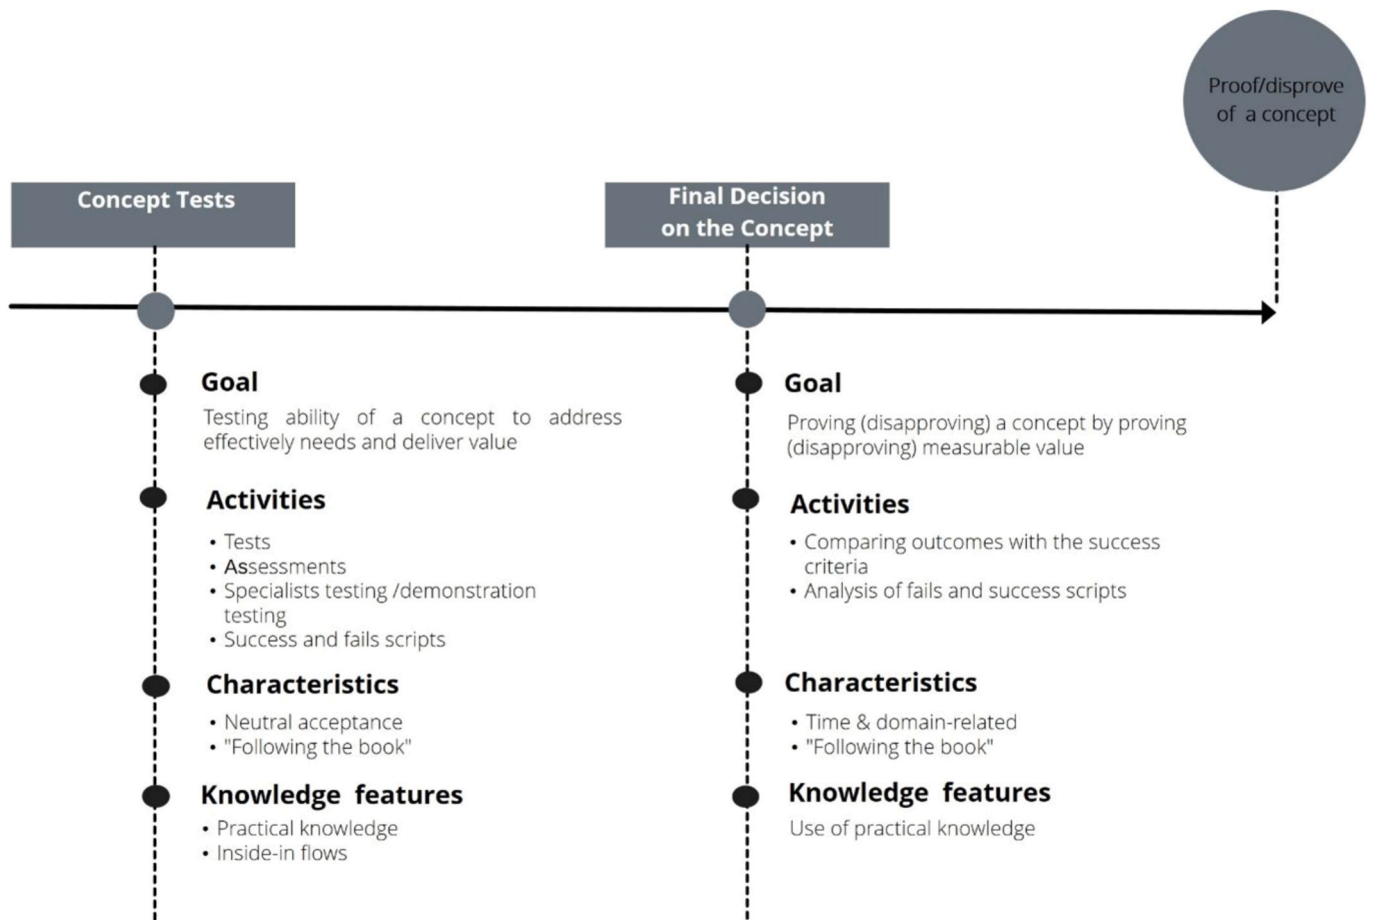 Proof/disprove
of a concept
Concept Tests
Final Decision
on the Concept
Goal
Testing ability of a concept to address
effectively needs and deliver value
Activities
• Tests
• Assessments
• Specialists testing /demonstration
testing
• Success and fails scripts
Characteristics
• Neutral acceptance
• "Following the book"
Knowledge features
• Practical knowledge
• Inside-in flows
Goal
Proving (disapproving) a concept by proving
(disapproving) measurable value
Activities
• Comparing outcomes with the success
criteria
• Analysis of fails and success scripts
Characteristics
• Time & domain-related
• "Following the book"
Knowledge features
Use of practical knowledge